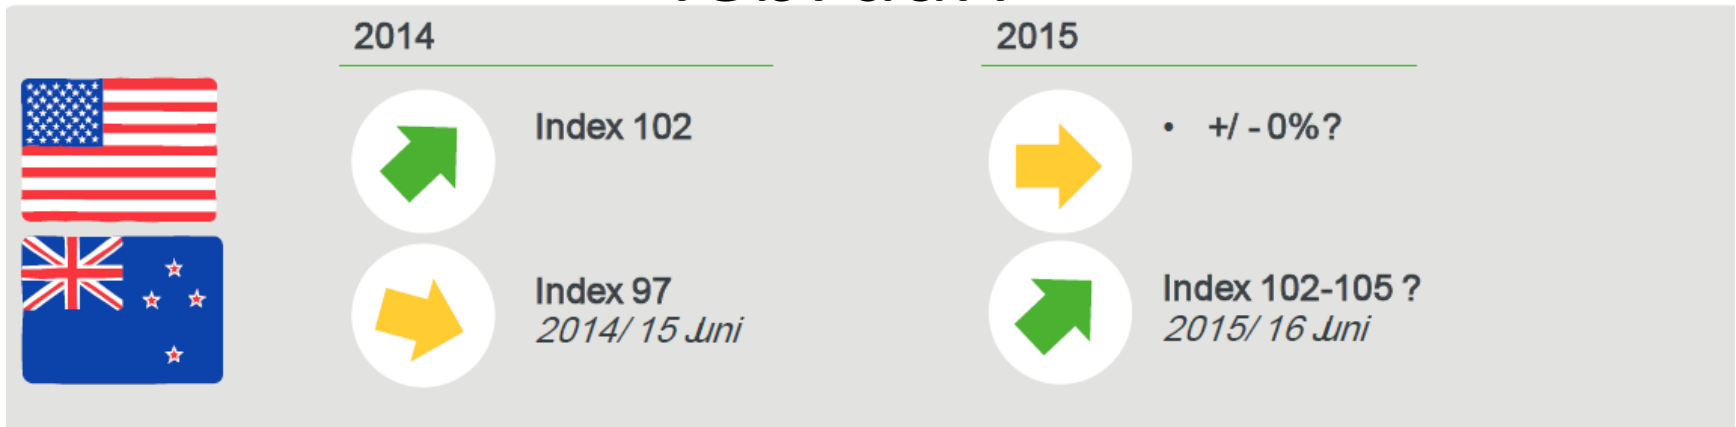 2014
2015
Index 102
• +/ - 0% ?
Index 97
2014/ 15 Juni
Index 102-105 ?
2015/ 16 Juni